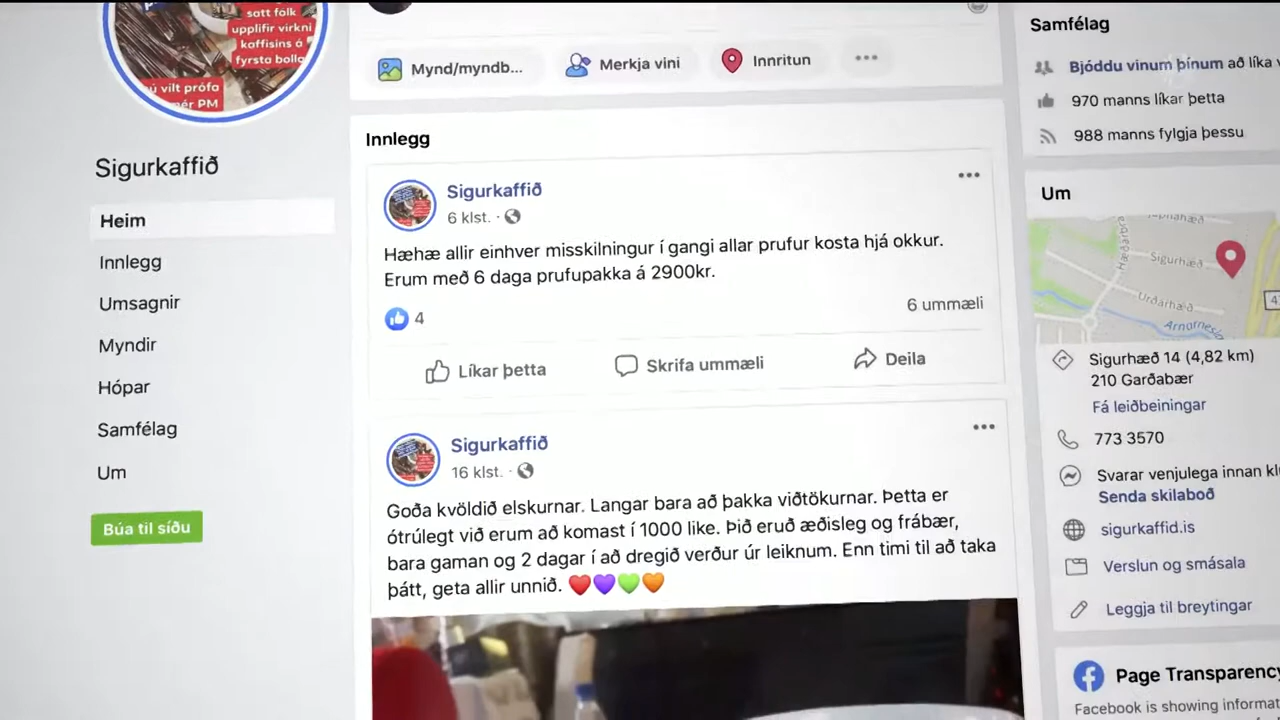 satt fólk
upplifir virkni
kaffisins á
fyrsta bolla
ú vilt prófa
mér PM
Sigurkaffið
Heim
Innlegg
Umsagnir
Myndir
Hópar
Samfélag
Um
Búa til síðu
Mynd/myndb...
Merkja vini
Innritun
Innlegg
Sigurkaffið
6 klst. ·
Hæhæ allir einhver misskilningur í gangi allar prufur kosta hjá okkur.
Erum með 6 daga prufupakka á 2900kr.
4
6 ummæli
Líkar þetta
Skrifa ummæli
Deila
Sigurkaffið
16 klst. ·
Goða kvöldið elskurnar. Langar bara að þakka viðtökurnar. Þetta er
ótrúlegt við erum að komast í 1000 like. Þið eruð æðisleg og frábær,
bara gaman og 2 dagar í að dregið verður úr leiknum. Enn timi til að taka
þátt, geta allir unnið. ❤️💜💚🧡
Samfélag
Bjóddu vinum þínum að líka v
970 manns líkar þetta
988 manns fylgja þessu
Um
Hæðarbr
Sigurhæð
Urðarhæð
Arnarnesl
4
Sigurhæð 14 (4,82 km)
210 Garðabær
Fá leiðbeiningar
773 3570
Svarar venjulega innan kl
Senda skilaboð
sigurkaffid.is
Verslun og smásala
Leggja til breytingar
Page Transparency
Facebook is showing informat